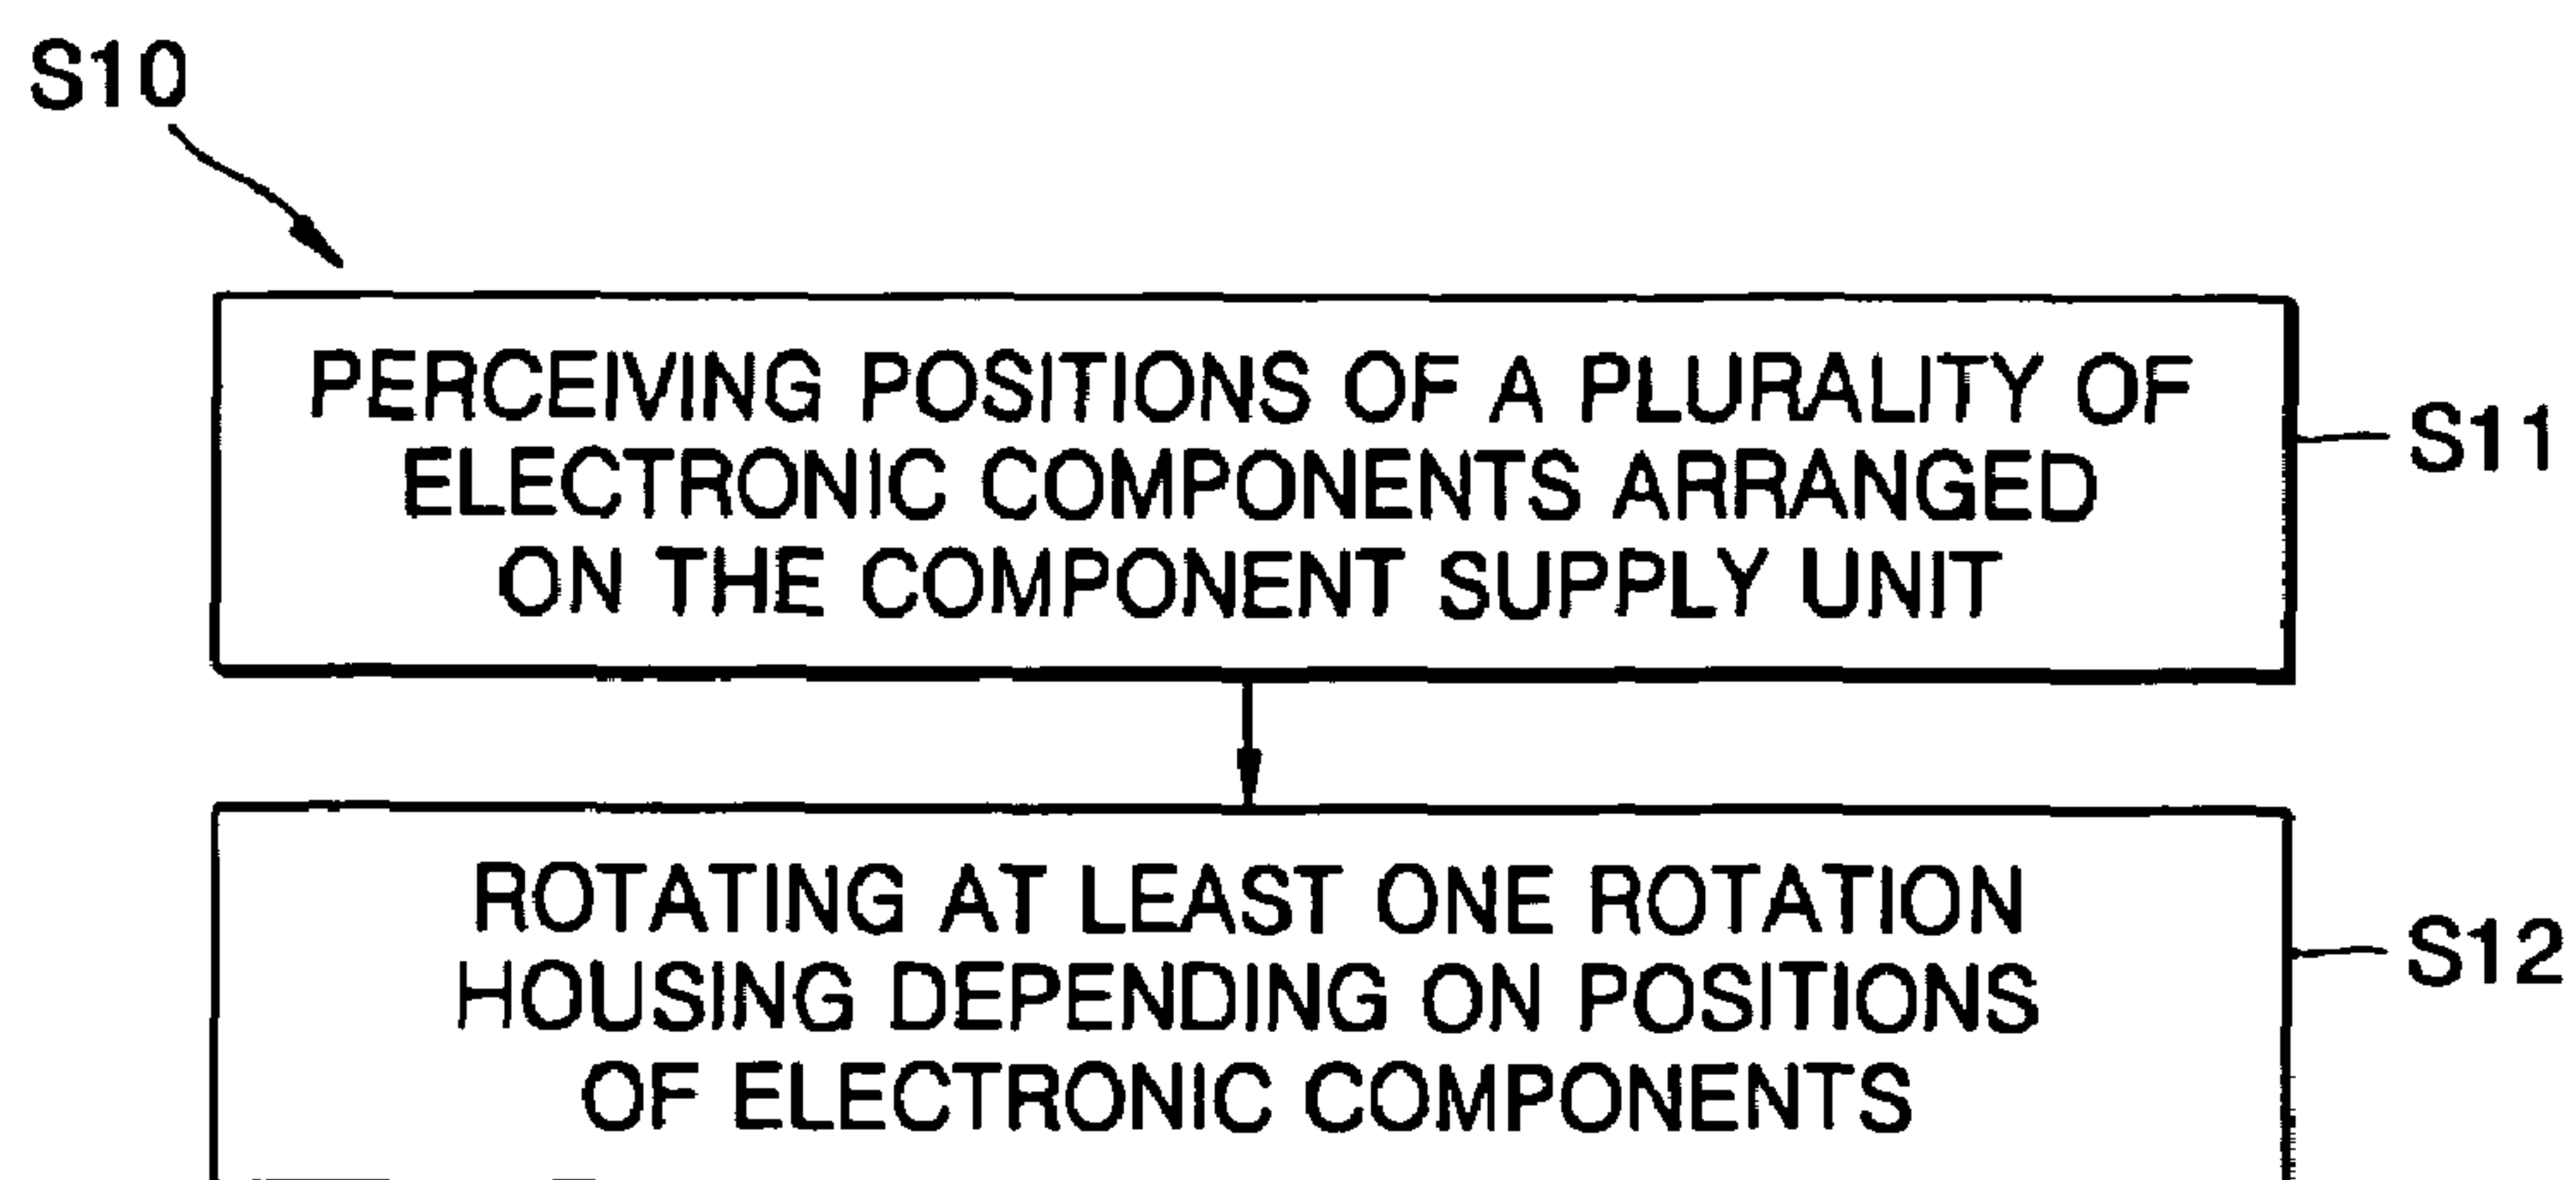 S10
PERCEIVING POSITIONS OF A PLURALITY OF
ELECTRONIC COMPONENTS ARRANGED
ON THE COMPONENT SUPPLY UNIT
S11
ROTATING AT LEAST ONE ROTATION
HOUSING DEPENDING ON POSITIONS
OF ELECTRONIC COMPONENTS
S12